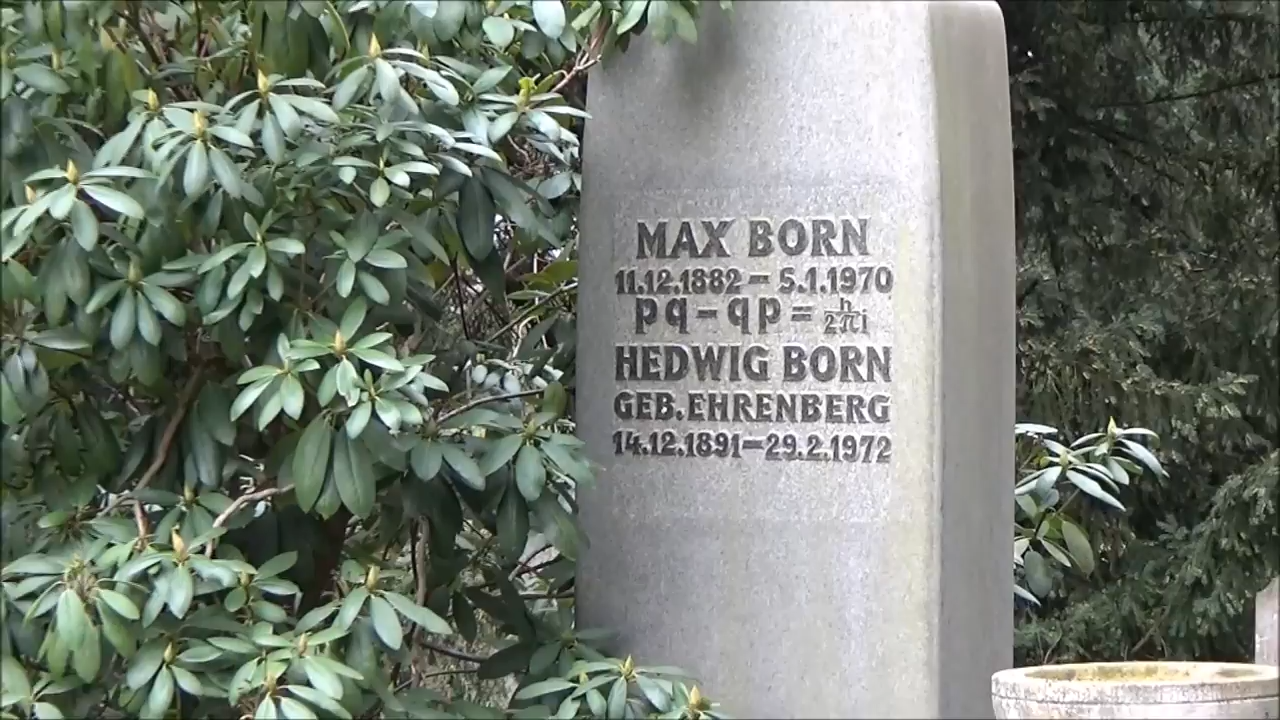 MAX BORN
11.12.1882 – 5.1.1970
pq – qp = h/2πi
HEDWIG BORN
GEB. EHRENBERG
14.12.1891 – 29.2.1972